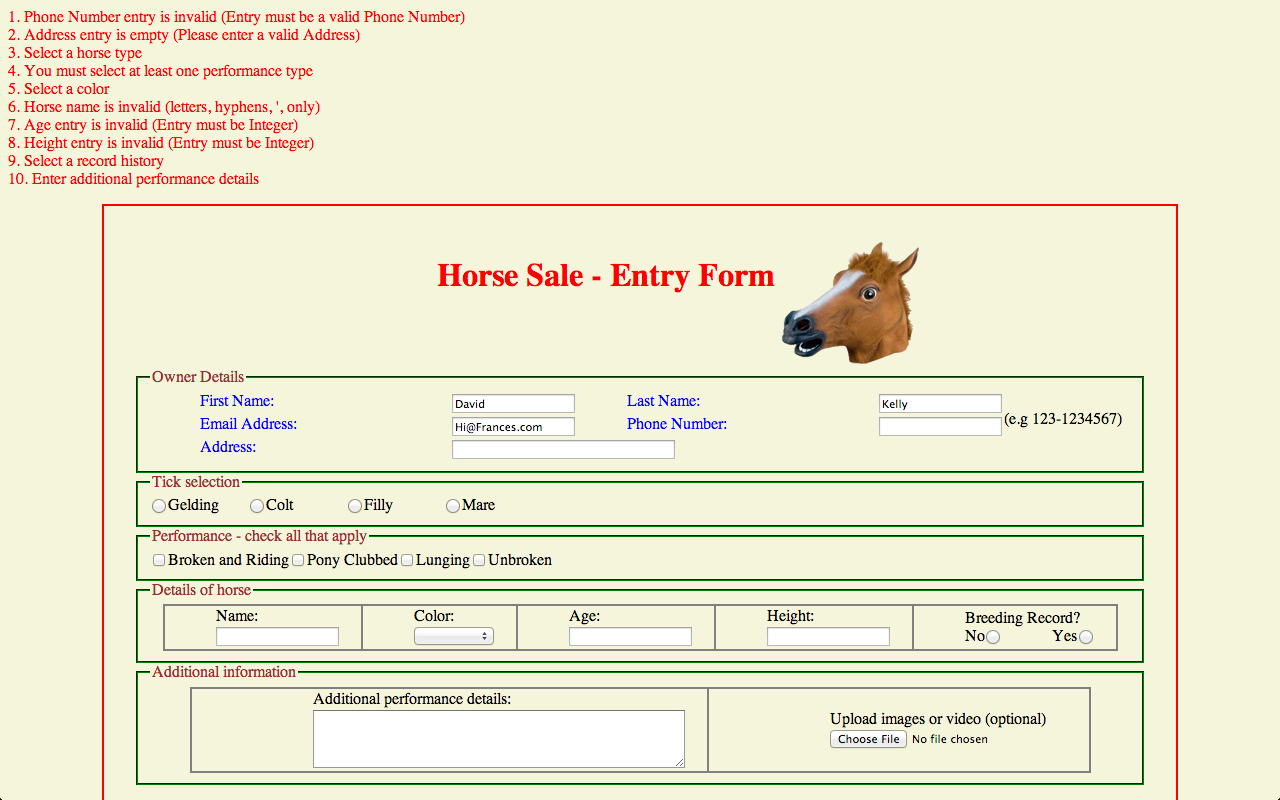 1. Phone Number entry is invalid (Entry must be a valid Phone Number)
2. Address entry is empty (Please enter a valid Address)
3. Select a horse type
4. You must select at least one performance type
5. Select a color
6. Horse name is invalid (letters, hyphens, ', only)
7. Age entry is invalid (Entry must be Integer)
8. Height entry is invalid (Entry must be Integer)
9. Select a record history
10. Enter additional performance details
Horse Sale - Entry Form
Owner Details
First Name: David Last Name: Kelly
Email Address: Hi@Frances.com Phone Number: (e.g 123-1234567)
Address:
Tick selection
Gelding Colt Filly Mare
Performance - check all that apply
Broken and Riding Pony Clubbed Lunging Unbroken
Details of horse
Name: Color: Age: Height: Breeding Record?
No Yes
Additional information
Additional performance details:
Upload images or video (optional)
Choose File No file chosen